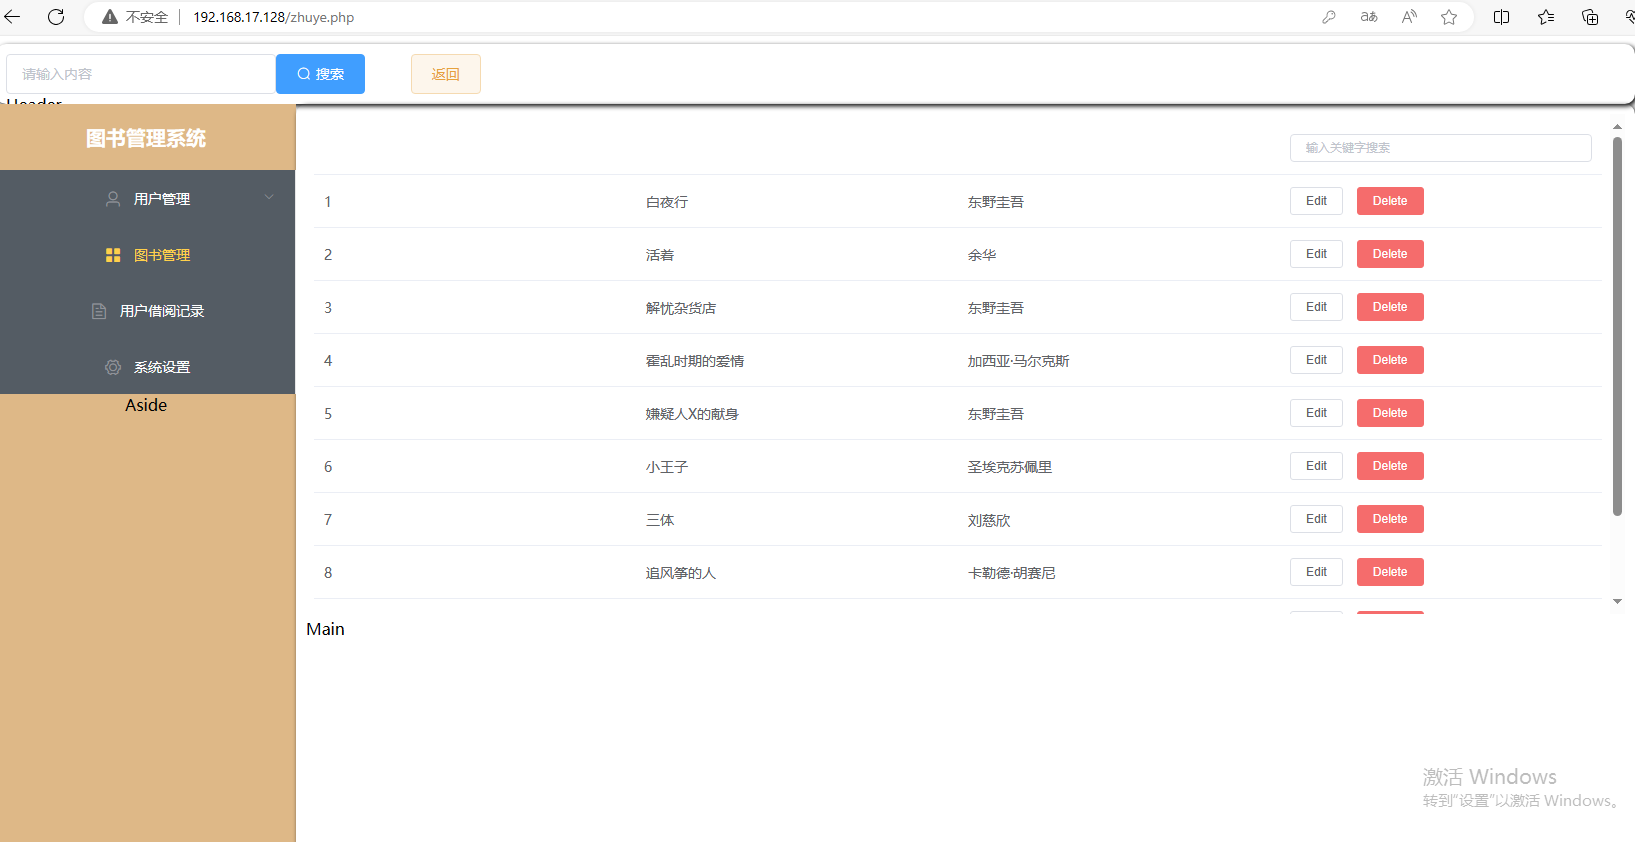 不安全 192.168.17.128/zhuye.php aあ A
请输入内容 搜索 返回
Header
图书管理系统
用户管理
图书管理
用户借阅记录
系统设置
Aside
输入关键字搜索
1 白夜行 东野圭吾 Edit Delete
2 活着 余华 Edit Delete
3 解忧杂货店 东野圭吾 Edit Delete
4 霍乱时期的爱情 加西亚·马尔克斯 Edit Delete
5 嫌疑人X的献身 东野圭吾 Edit Delete
6 小王子 圣埃克苏佩里 Edit Delete
7 三体 刘慈欣 Edit Delete
8 追风筝的人 卡勒德·胡赛尼 Edit Delete
Main
激活 Windows
转到"设置"以激活 Windows。